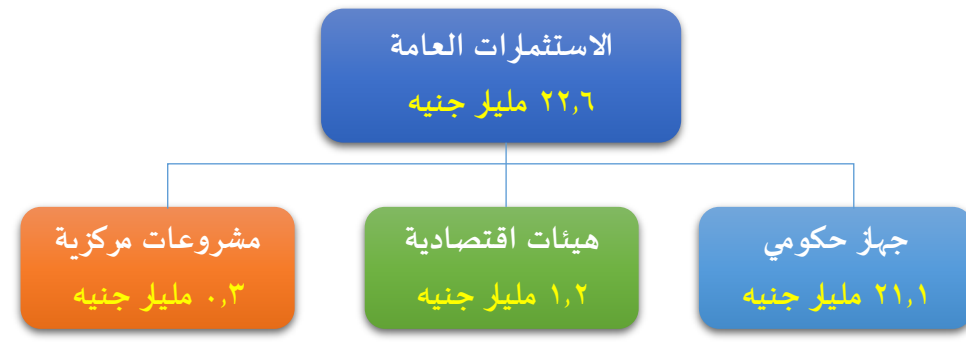 الاستثمارات العامة
٢٢,٦ مليار جنيه
جهاز حكومي
٢١,١ مليار جنيه
هيئات اقتصادية
١,٢ مليار جنيه
مشروعات مركزية
٠,٣ مليار جنيه